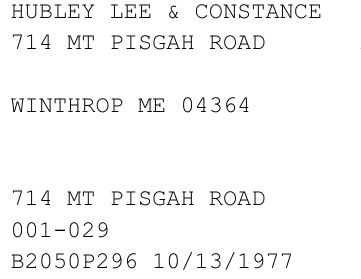 HUBLEY LEE & CONSTANCE
714 MT PISGAH ROAD
WINTHROP ME 04364
714 MT PISGAH ROAD
001-029
B2050P296 10/13/1977